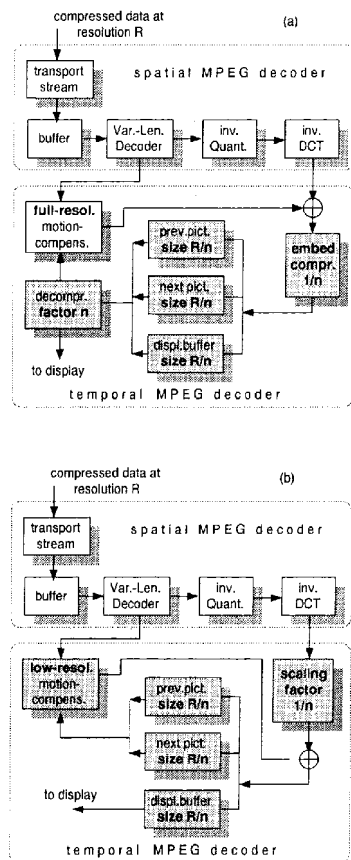 compressed data at
resolution R
(a)
transport
stream
spatial MPEG decoder
buffer
Var.-Len.
Decoder
inv.
Quant.
inv.
DCT
full-resol.
motion-
compens.
prev.pict.
size R/n
embed
compr.
1/n
decompr.
factor n
next pict.
size R/n
displ.buffer
size R/n
to display
temporal MPEG decoder
compressed data at
resolution R
(b)
transport
stream
spatial MPEG decoder
buffer
Var.-Len.
Decoder
inv.
Quant.
inv.
DCT
low-resol.
motion-
compens.
prev.pict.
size R/n
scaling
factor
1/n
next pict.
size R/n
to display
displ.buffer
size R/n
temporal MPEG decoder